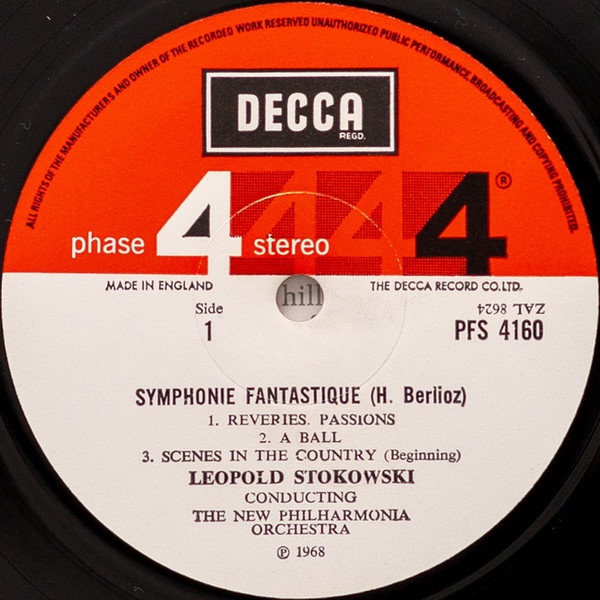 ALL RIGHTS OF THE MANUFACTURERS AND OWNER OF THE RECORDED WORK RESERVED UNAUTHORIZED PUBLIC PERFORMANCE, BROADCASTING AND COPYING PROHIBITED.
DECCA
REGD.
phase 4 stereo 4 4 4 ®
MADE IN ENGLAND
THE DECCA RECORD CO. LTD.
hill
Side
1
ZAL 8624
PFS 4160
SYMPHONIE FANTASTIQUE (H. Berlioz)
1. REVERIES. PASSIONS
2. A BALL
3. SCENES IN THE COUNTRY (Beginning)
LEOPOLD STOKOWSKI
CONDUCTING
THE NEW PHILHARMONIA
ORCHESTRA
℗ 1968